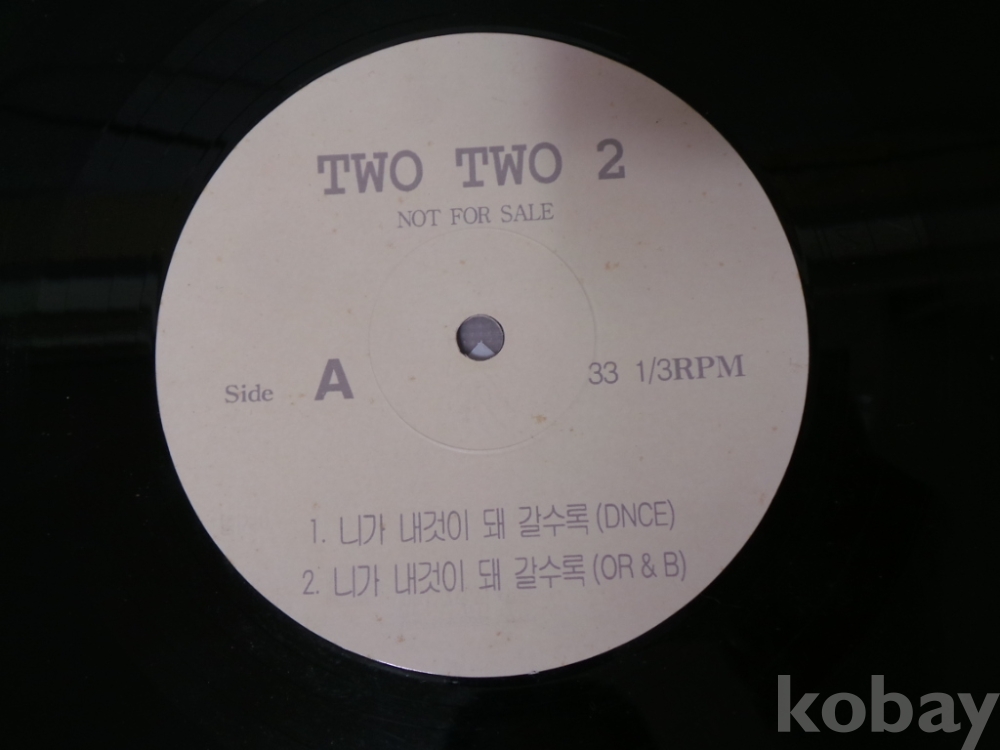 TWO TWO 2
NOT FOR SALE
Side A 33 1/3RPM
1. 니가 내것이 돼 갈수록 (DNCE)
2. 니가 내것이 돼 갈수록 (OR & B)
kobay